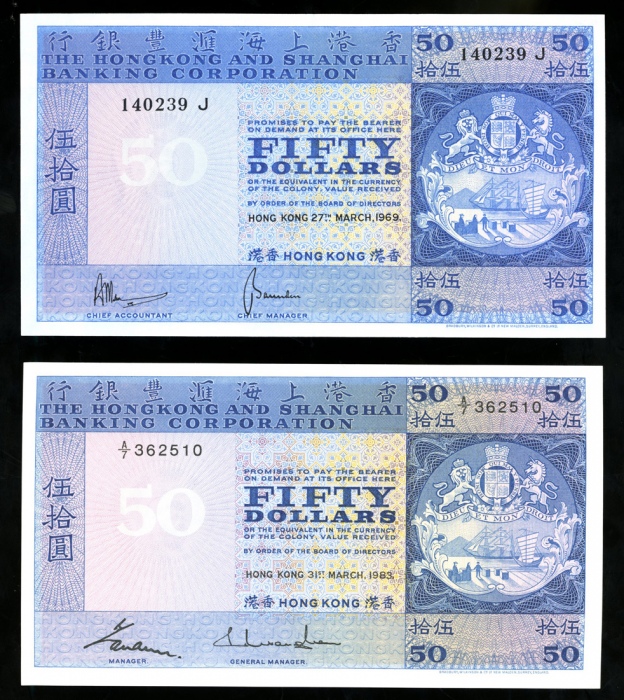 行銀豐滙海上港香
THE HONGKONG AND SHANGHAI
BANKING CORPORATION
50 140239 J 50
拾伍 拾伍
140239 J
50
伍拾圓
PROMISES TO PAY THE BEARER
ON DEMAND AT ITS OFFICE HERE
FIFTY
DOLLARS
OR THE EQUIVALENT IN THE CURRENCY
OF THE COLONY, VALUE RECEIVED
BY ORDER OF THE BOARD OF DIRECTORS
HONG KONG 27TH MARCH, 1969.
港香 HONG KONG 港香
DIEU ET MON DROIT
拾伍 拾伍
50 50
CHIEF ACCOUNTANT CHIEF MANAGER
行銀豐滙海上港香
THE HONGKONG AND SHANGHAI
BANKING CORPORATION
50 A/7 362510 50
拾伍 拾伍
A/7 362510
50
伍拾圓
PROMISES TO PAY THE BEARER
ON DEMAND AT ITS OFFICE HERE
FIFTY
DOLLARS
OR THE EQUIVALENT IN THE CURRENCY
OF THE COLONY, VALUE RECEIVED
BY ORDER OF THE BOARD OF DIRECTORS
HONG KONG 31ST MARCH, 1983.
港香 HONG KONG 港香
DIEU ET MON DROIT
拾伍 拾伍
50 50
MANAGER GENERAL MANAGER